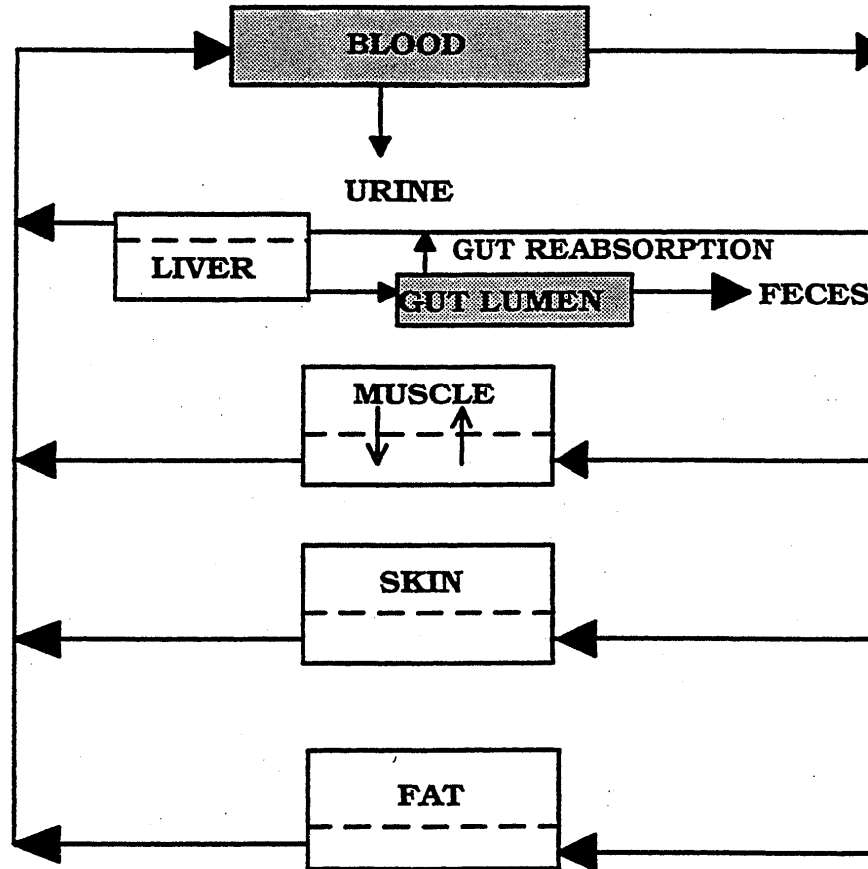 BLOOD
URINE
GUT REABSORPTION
LIVER
GUT LUMEN
FECES
MUSCLE
SKIN
FAT